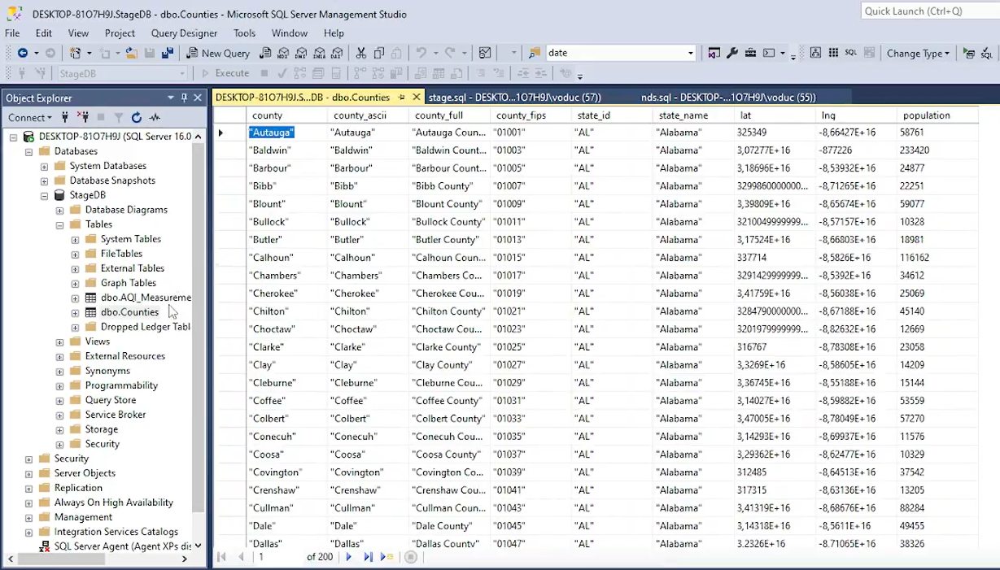 DESKTOP-81O7H9J.StageDB - dbo.Counties - Microsoft SQL Server Management Studio
Quick Launch (Ctrl+Q)
File Edit View Project Query Designer Tools Window Help
New Query date Change Type
StageDB Execute
Object Explorer
Connect
DESKTOP-81O7H9J (SQL Server 16.0
Databases
System Databases
Database Snapshots
StageDB
Database Diagrams
Tables
System Tables
FileTables
External Tables
Graph Tables
dbo.AQI_Measureme
dbo.Counties
Dropped Ledger Tabl
Views
External Resources
Synonyms
Programmability
Query Store
Service Broker
Storage
Security
Security
Server Objects
Replication
Always On High Availability
Management
Integration Services Catalogs
SQL Server Agent (Agent XPs dis
DESKTOP-81O7H9J.S...DB - dbo.Counties stage.sql - DESKTO...1O7H9J\voduc (57)) nds.sql - DESKTOP-...1O7H9J\voduc (55))
county county_ascii county_full county_fips state_id state_name lat lng population
"Autauga" "Autauga" "Autauga Coun... "01001" "AL" "Alabama" 325349 -8,66427E+16 58761
"Baldwin" "Baldwin" "Baldwin Count... "01003" "AL" "Alabama" 3,07277E+16 -877226 233420
"Barbour" "Barbour" "Barbour Count... "01005" "AL" "Alabama" 3,18696E+16 -8,53932E+16 24877
"Bibb" "Bibb" "Bibb County" "01007" "AL" "Alabama" 3299860000000... -8,71265E+16 22251
"Blount" "Blount" "Blount County" "01009" "AL" "Alabama" 3,39809E+16 -8,65674E+16 59077
"Bullock" "Bullock" "Bullock County" "01011" "AL" "Alabama" 3210049999999... -8,57157E+16 10328
"Butler" "Butler" "Butler County" "01013" "AL" "Alabama" 3,17524E+16 -8,66803E+16 18981
"Calhoun" "Calhoun" "Calhoun Coun... "01015" "AL" "Alabama" 337714 -8,5826E+16 116162
"Chambers" "Chambers" "Chambers Co... "01017" "AL" "Alabama" 3291429999999... -8,5392E+16 34612
"Cherokee" "Cherokee" "Cherokee Cou... "01019" "AL" "Alabama" 3,41759E+16 -8,56038E+16 25069
"Chilton" "Chilton" "Chilton County" "01021" "AL" "Alabama" 3284790000000... -8,67188E+16 45140
"Choctaw" "Choctaw" "Choctaw Cou... "01023" "AL" "Alabama" 3201979999999... -8,82632E+16 12669
"Clarke" "Clarke" "Clarke County" "01025" "AL" "Alabama" 316767 -8,78308E+16 23058
"Clay" "Clay" "Clay County" "01027" "AL" "Alabama" 3,3269E+16 -8,58605E+16 14209
"Cleburne" "Cleburne" "Cleburne Cou... "01029" "AL" "Alabama" 3,36745E+16 -8,55188E+16 15144
"Coffee" "Coffee" "Coffee County" "01031" "AL" "Alabama" 3,14027E+16 -8,59882E+16 53559
"Colbert" "Colbert" "Colbert County" "01033" "AL" "Alabama" 3,47005E+16 -8,78049E+16 57270
"Conecuh" "Conecuh" "Conecuh Cou... "01035" "AL" "Alabama" 3,14293E+16 -8,69937E+16 11576
"Coosa" "Coosa" "Coosa County" "01037" "AL" "Alabama" 3,29362E+16 -8,62477E+16 10329
"Covington" "Covington" "Covington Co... "01039" "AL" "Alabama" 312485 -8,64513E+16 37542
"Crenshaw" "Crenshaw" "Crenshaw Cou... "01041" "AL" "Alabama" 317315 -8,63136E+16 13205
"Cullman" "Cullman" "Cullman Coun... "01043" "AL" "Alabama" 3,41319E+16 -8,68676E+16 88284
"Dale" "Dale" "Dale County" "01045" "AL" "Alabama" 3,14318E+16 -8,5611E+16 49455
"Dallas" "Dallas" "Dallas County" "01047" "AL" "Alabama" 3,2326E+16 -8,71065E+16 38326
1 of 200